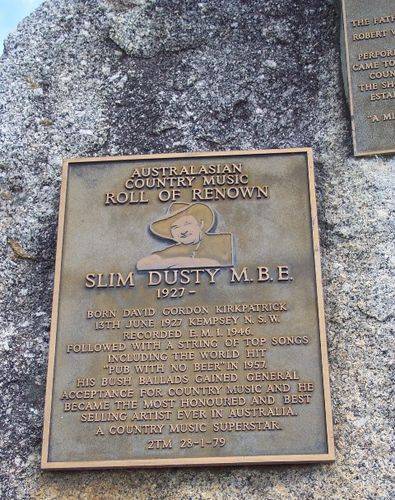 AUSTRALASIAN
COUNTRY MUSIC
ROLL OF RENOWN
SLIM DUSTY M.B.E.
1927-
BORN DAVID GORDON KIRKPATRICK
13TH JUNE 1927 KEMPSEY N.S.W.
RECORDED E.M.I. 1946.
FOLLOWED WITH A STRING OF TOP SONGS
INCLUDING THE WORLD HIT
"PUB WITH NO BEER" IN 1957.
HIS BUSH BALLADS GAINED GENERAL
ACCEPTANCE FOR COUNTRY MUSIC AND HE
BECAME THE MOST HONOURED AND BEST
SELLING ARTIST EVER IN AUSTRALIA.
A COUNTRY MUSIC SUPERSTAR.
2TM 28-1-79
THE FATH
ROBERT V
PERFOR
CAME TO
COUN
THE SH
ESTA
"A MI